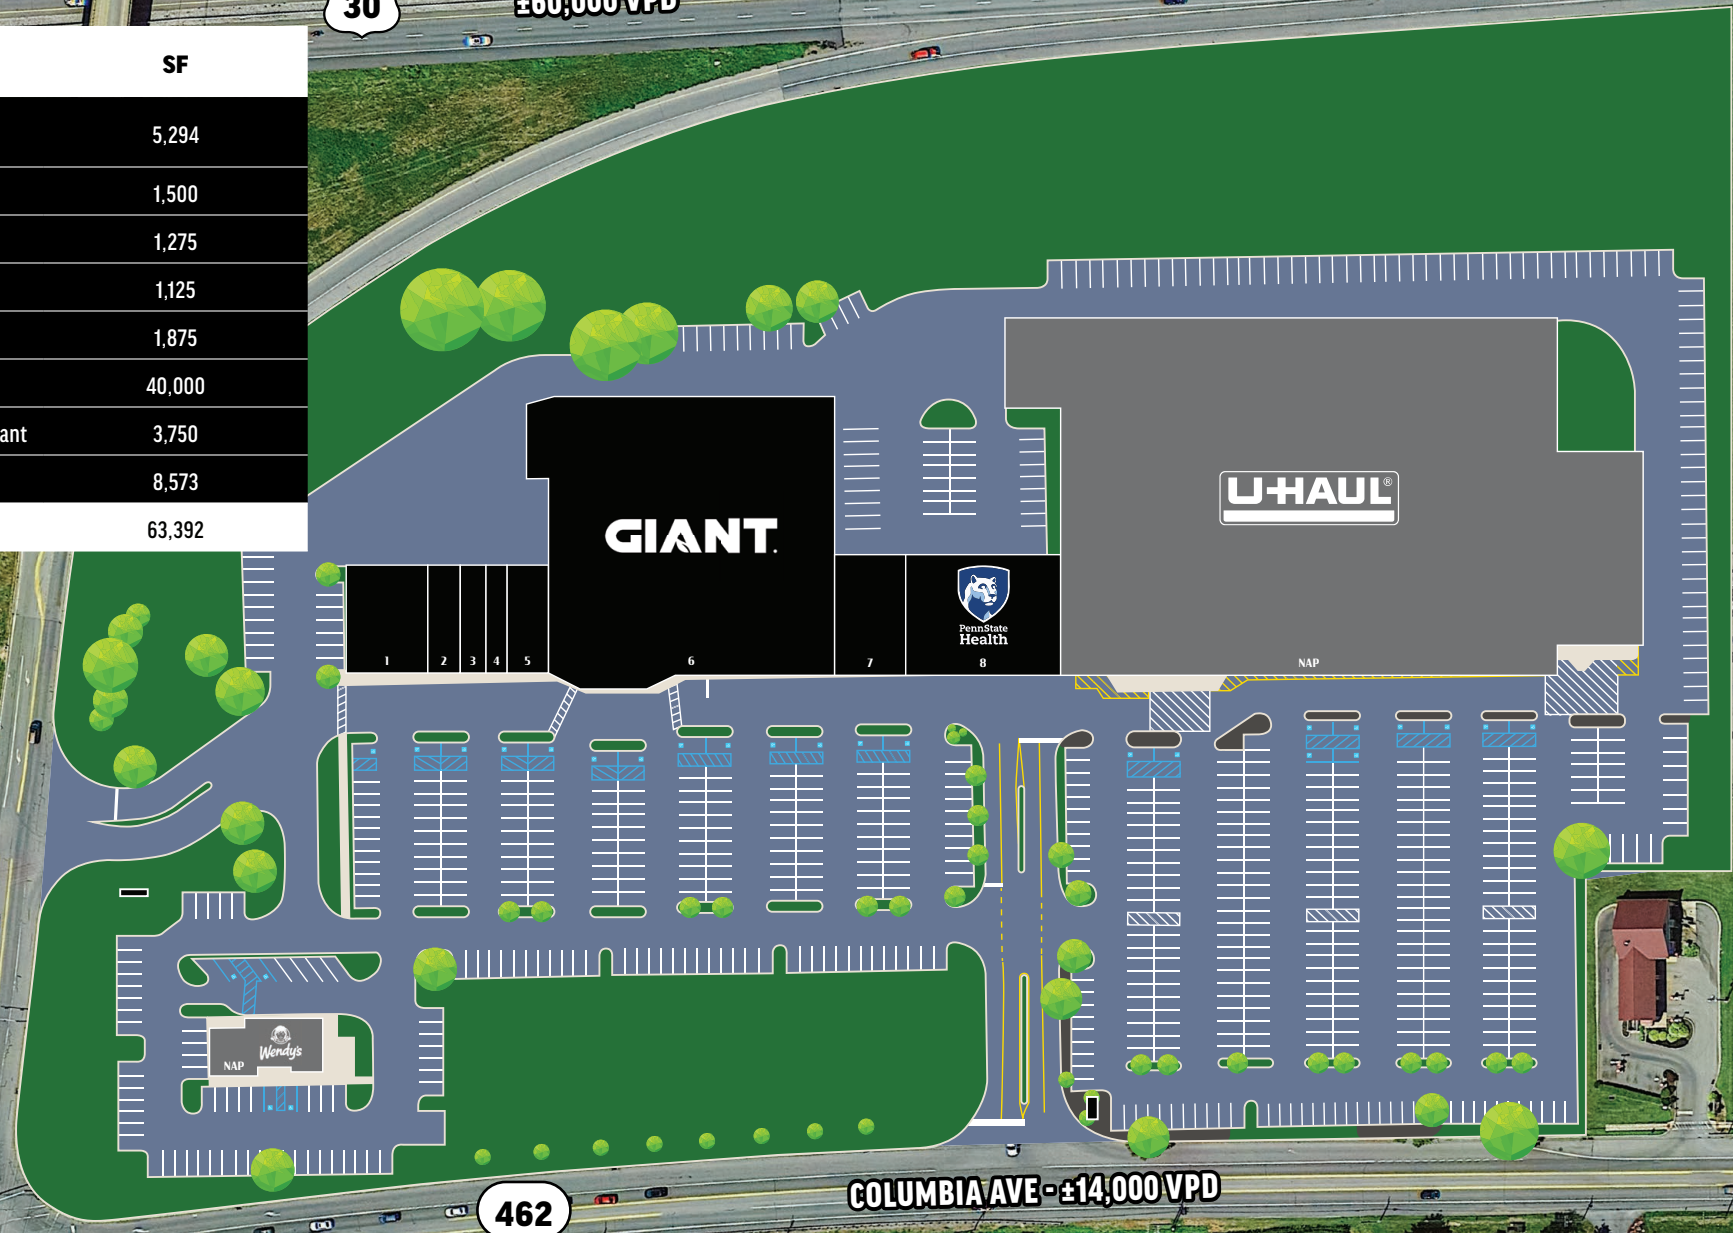 30
±60,000 VPD
SF
5,294
1,500
1,275
1,125
1,875
40,000
ant 3,750
8,573
63,392
GIANT.
U-HAUL®
PennState
Health
1
2
3
4
5
6
7
8
NAP
Wendy's
NAP
COLUMBIA AVE - ±14,000 VPD
462